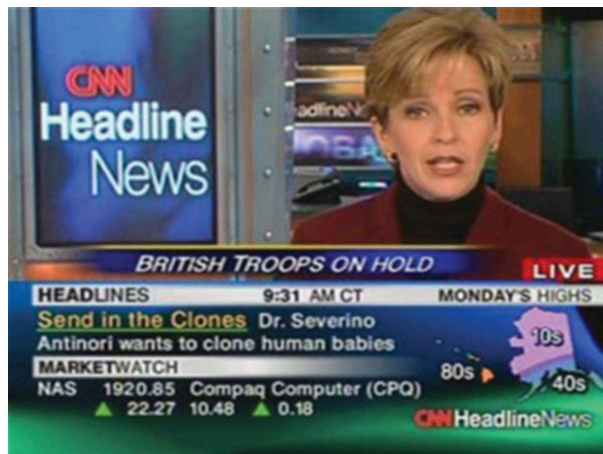 CNN
Headline
News
adlineN
OBA
BRITISH TROOPS ON HOLD
LIVE
HEADLINES 9:31 AM CT MONDAY'S HIGHS
Send in the Clones Dr. Severino
Antinori wants to clone human babies
MARKETWATCH
NAS 1920.85 Compaq Computer (CPQ)
22.27 10.48 0.18
10s
80s
40s
CNN HeadlineNews